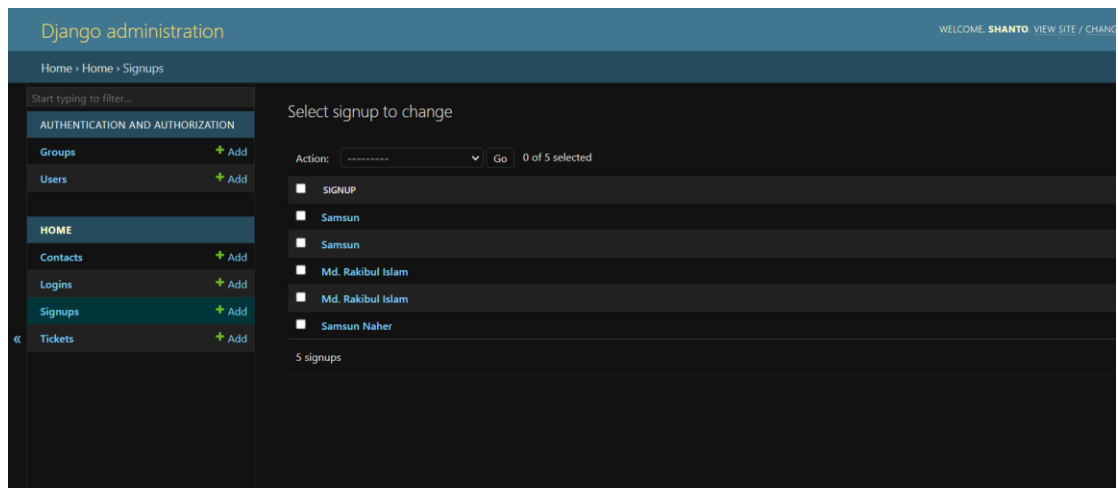 Django administration
WELCOME, SHANTO. VIEW SITE / CHANG
Home › Home › Signups
Start typing to filter...
AUTHENTICATION AND AUTHORIZATION
Groups + Add
Users + Add
HOME
Contacts + Add
Logins + Add
Signups + Add
Tickets + Add
«
Select signup to change
Action: --------- Go 0 of 5 selected
SIGNUP
Samsun
Samsun
Md. Rakibul Islam
Md. Rakibul Islam
Samsun Naher
5 signups